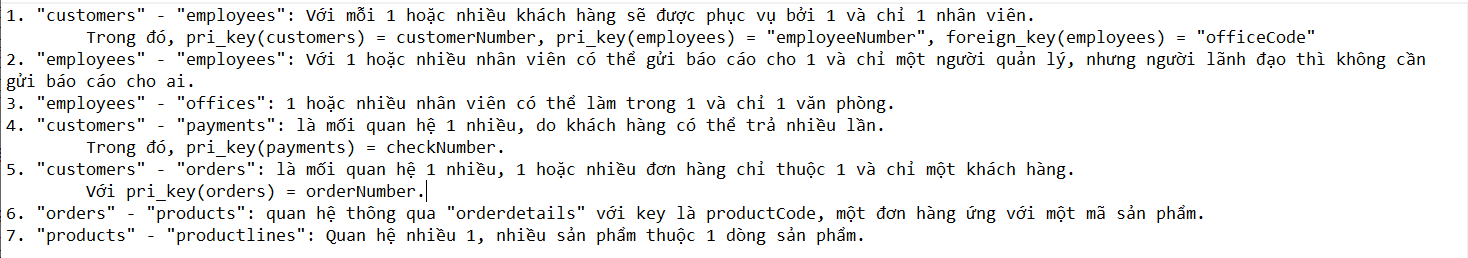 1. "customers" - "employees": Với mỗi 1 hoặc nhiều khách hàng sẽ được phục vụ bởi 1 và chỉ 1 nhân viên.
Trong đó, pri_key(customers) = customerNumber, pri_key(employees) = "employeeNumber", foreign_key(employees) = "officeCode"
2. "employees" - "employees": Với 1 hoặc nhiều nhân viên có thể gửi báo cáo cho 1 và chỉ một người quản lý, nhưng người lãnh đạo thì không cần
gửi báo cáo cho ai.
3. "employees" - "offices": 1 hoặc nhiều nhân viên có thể làm trong 1 và chỉ 1 văn phòng.
4. "customers" - "payments": là mối quan hệ 1 nhiều, do khách hàng có thể trả nhiều lần.
Trong đó, pri_key(payments) = checkNumber.
5. "customers" - "orders": là mối quan hệ 1 nhiều, 1 hoặc nhiều đơn hàng chỉ thuộc 1 và chỉ một khách hàng.
Với pri_key(orders) = orderNumber.
6. "orders" - "products": quan hệ thông qua "orderdetails" với key là productCode, một đơn hàng ứng với một mã sản phẩm.
7. "products" - "productlines": Quan hệ nhiều 1, nhiều sản phẩm thuộc 1 dòng sản phẩm.